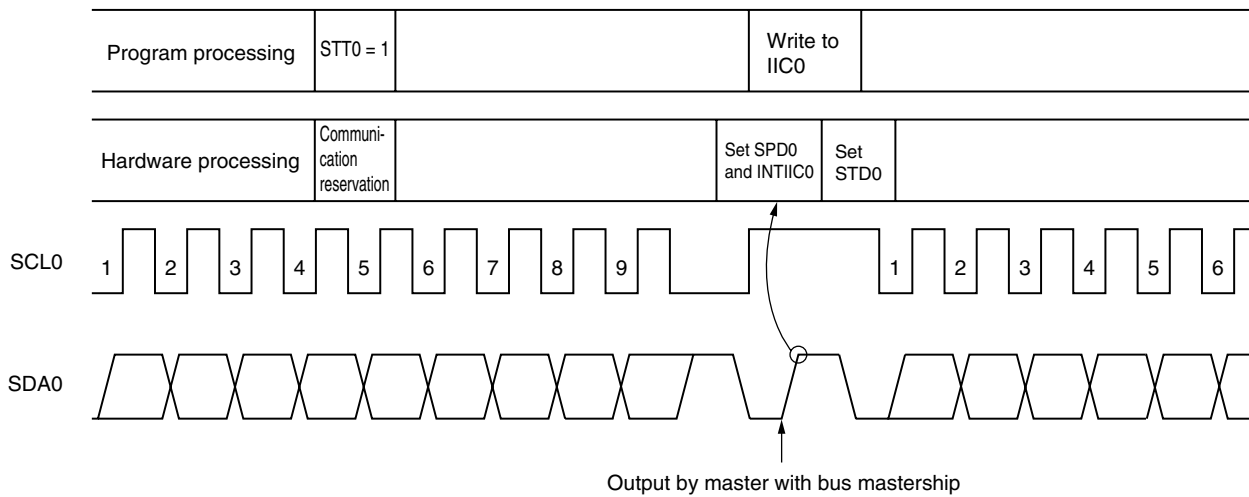 Program processing
STT0 = 1
Write to
IIC0
Hardware processing
Communi-
cation
reservation
Set SPD0
and INTIIC0
Set
STD0
SCL0
1 2 3 4 5 6 7 8 9 1 2 3 4 5 6
SDA0
Output by master with bus mastership